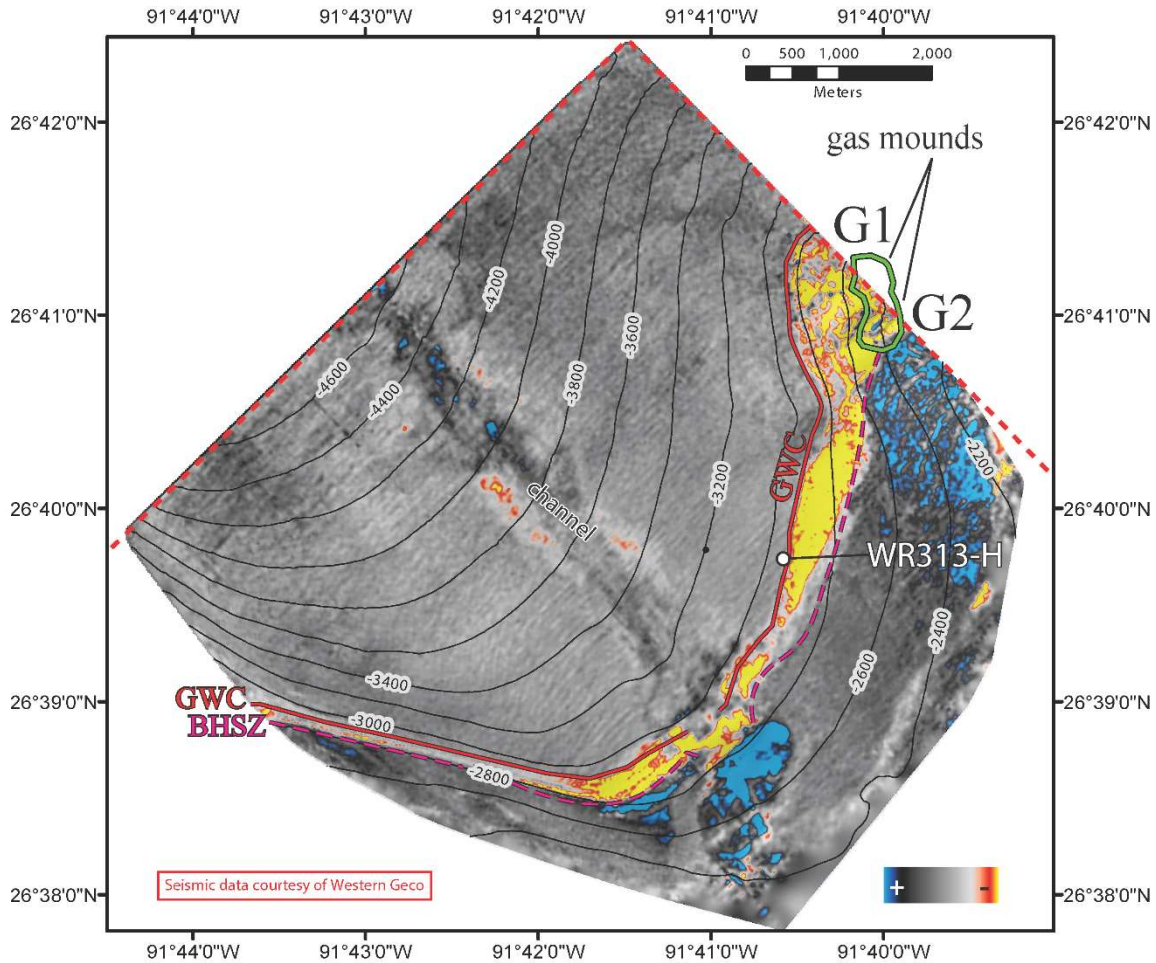 91°44'0"W 91°43'0"W 91°42'0"W 91°41'0"W 91°40'0"W
0 500 1,000 2,000
Meters
26°42'0"N 26°42'0"N
gas mounds
G1
G2
-4000
-4200
26°41'0"N 26°41'0"N
-4600
-3600
-4400
-3800
-2200
GWC
-3200
channel
26°40'0"N 26°40'0"N
WR313-H
-2400
-2600
26°39'0"N 26°39'0"N
-3400
GWC
BHSZ
-3000
-2800
Seismic data courtesy of Western Geco
+ -
26°38'0"N 26°38'0"N
91°44'0"W 91°43'0"W 91°42'0"W 91°41'0"W 91°40'0"W